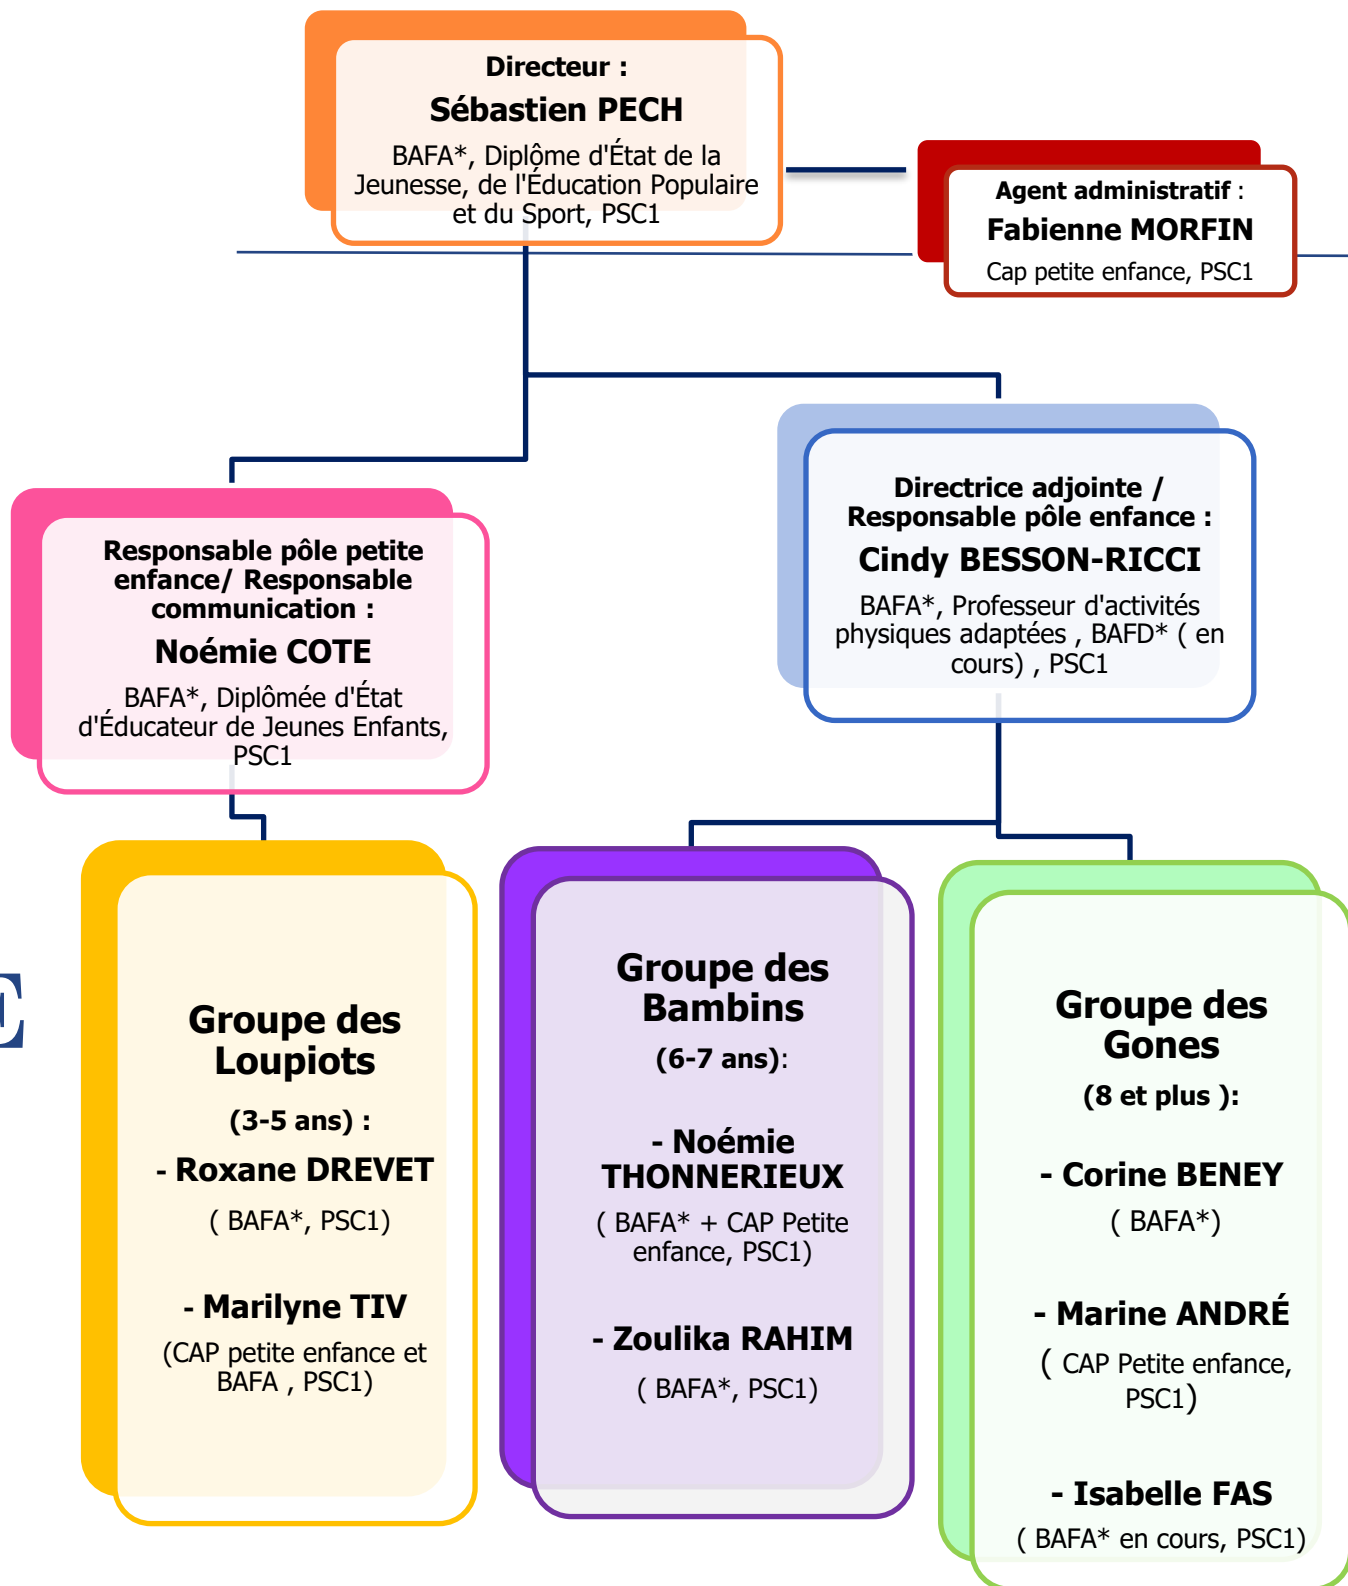 Directeur :
Sébastien PECH
BAFA*, Diplôme d'État de la
Jeunesse, de l'Éducation Populaire
et du Sport, PSC1
Agent administratif :
Fabienne MORFIN
Cap petite enfance, PSC1
Responsable pôle petite
enfance/ Responsable
communication :
Noémie COTE
BAFA*, Diplômée d'État
d'Éducateur de Jeunes Enfants,
PSC1
Directrice adjointe /
Responsable pôle enfance :
Cindy BESSON-RICCI
BAFA*, Professeur d'activités
physiques adaptées , BAFD* ( en
cours) , PSC1
E
Groupe des
Loupiots
(3-5 ans) :
- Roxane DREVET
( BAFA*, PSC1)
- Marilyne TIV
(CAP petite enfance et
BAFA , PSC1)
Groupe des
Bambins
(6-7 ans):
- Noémie
THONNERIEUX
( BAFA* + CAP Petite
enfance, PSC1)
- Zoulika RAHIM
( BAFA*, PSC1)
Groupe des
Gones
(8 et plus ):
- Corine BENEY
( BAFA*)
- Marine ANDRÉ
( CAP Petite enfance,
PSC1)
- Isabelle FAS
( BAFA* en cours, PSC1)